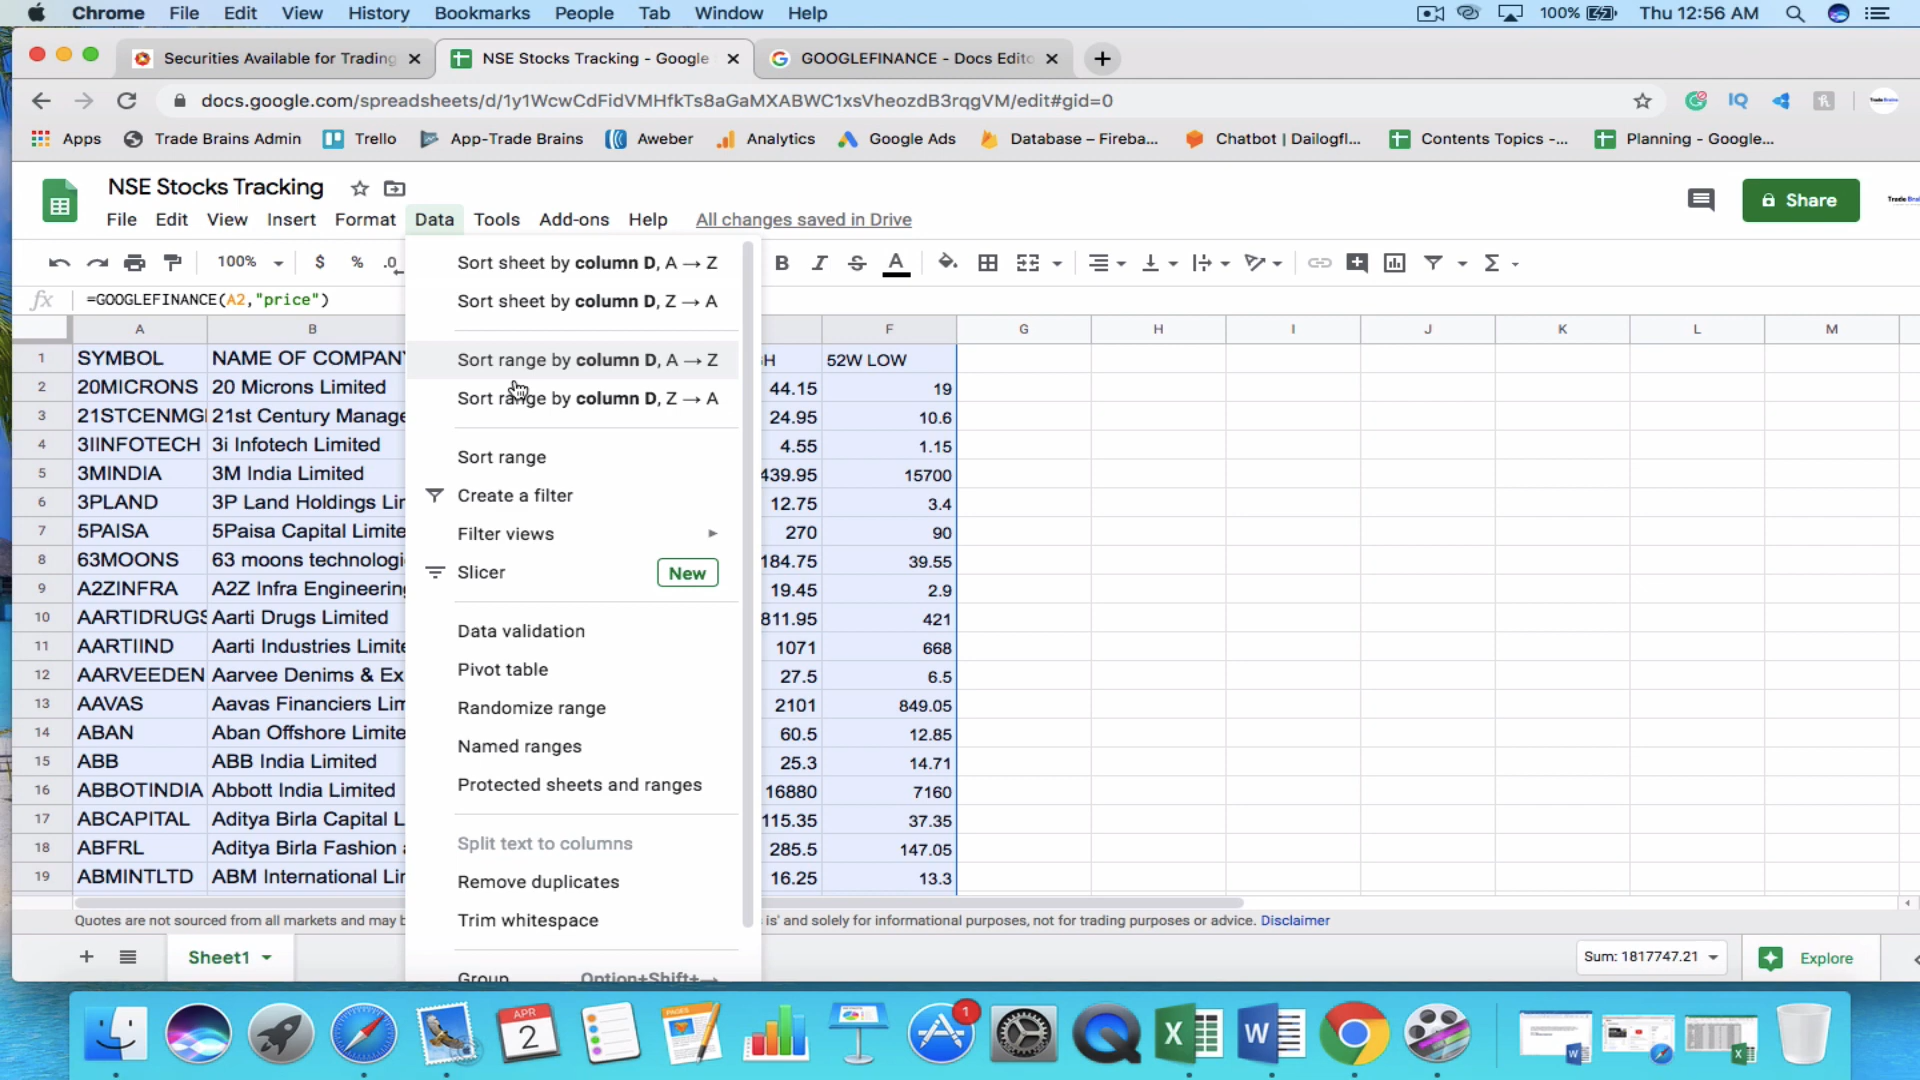 Chrome File Edit View History Bookmarks People Tab Window Help 100% Thu 12:56 AM
Securities Available for Trading NSE Stocks Tracking - Google GOOGLEFINANCE - Docs Edito
docs.google.com/spreadsheets/d/1y1WcwCdFidVMHfkTs8aGaMXABWC1xsVheozdB3rqgVM/edit#gid=0 IQ
Apps Trade Brains Admin Trello App-Trade Brains Aweber Analytics Google Ads Database – Fireba... Chatbot | Dailogfl... Contents Topics -... Planning - Google...
NSE Stocks Tracking
Share
File Edit View Insert Format Data Tools Add-ons Help All changes saved in Drive
100% $ % .0 B I S A Σ
fx =GOOGLEFINANCE(A2,"price")
Sort sheet by column D, A → Z
Sort sheet by column D, Z → A
Sort range by column D, A → Z
Sort range by column D, Z → A
Sort range
Create a filter
Filter views
Slicer New
Data validation
Pivot table
Randomize range
Named ranges
Protected sheets and ranges
Split text to columns
Remove duplicates
Trim whitespace
Group Option+Shift+→
A B F G H I J K L M
1 SYMBOL NAME OF COMPANY 52W LOW
2 20MICRONS 20 Microns Limited 44.15 19
3 21STCENMG 21st Century Manage 24.95 10.6
4 3IINFOTECH 3i Infotech Limited 4.55 1.15
5 3MINDIA 3M India Limited 439.95 15700
6 3PLAND 3P Land Holdings Lir 12.75 3.4
7 5PAISA 5Paisa Capital Limite 270 90
8 63MOONS 63 moons technologi 184.75 39.55
9 A2ZINFRA A2Z Infra Engineering 19.45 2.9
10 AARTIDRUGS Aarti Drugs Limited 811.95 421
11 AARTIIND Aarti Industries Limite 1071 668
12 AARVEEDEN Aarvee Denims & Ex 27.5 6.5
13 AAVAS Aavas Financiers Lim 2101 849.05
14 ABAN Aban Offshore Limite 60.5 12.85
15 ABB ABB India Limited 25.3 14.71
16 ABBOTINDIA Abbott India Limited 16880 7160
17 ABCAPITAL Aditya Birla Capital L 115.35 37.35
18 ABFRL Aditya Birla Fashion 285.5 147.05
19 ABMINTLTD ABM International Lir 16.25 13.3
Quotes are not sourced from all markets and may b is' and solely for informational purposes, not for trading purposes or advice. Disclaimer
Sheet1 Sum: 1817747.21 Explore
APR
2
PAGES
1